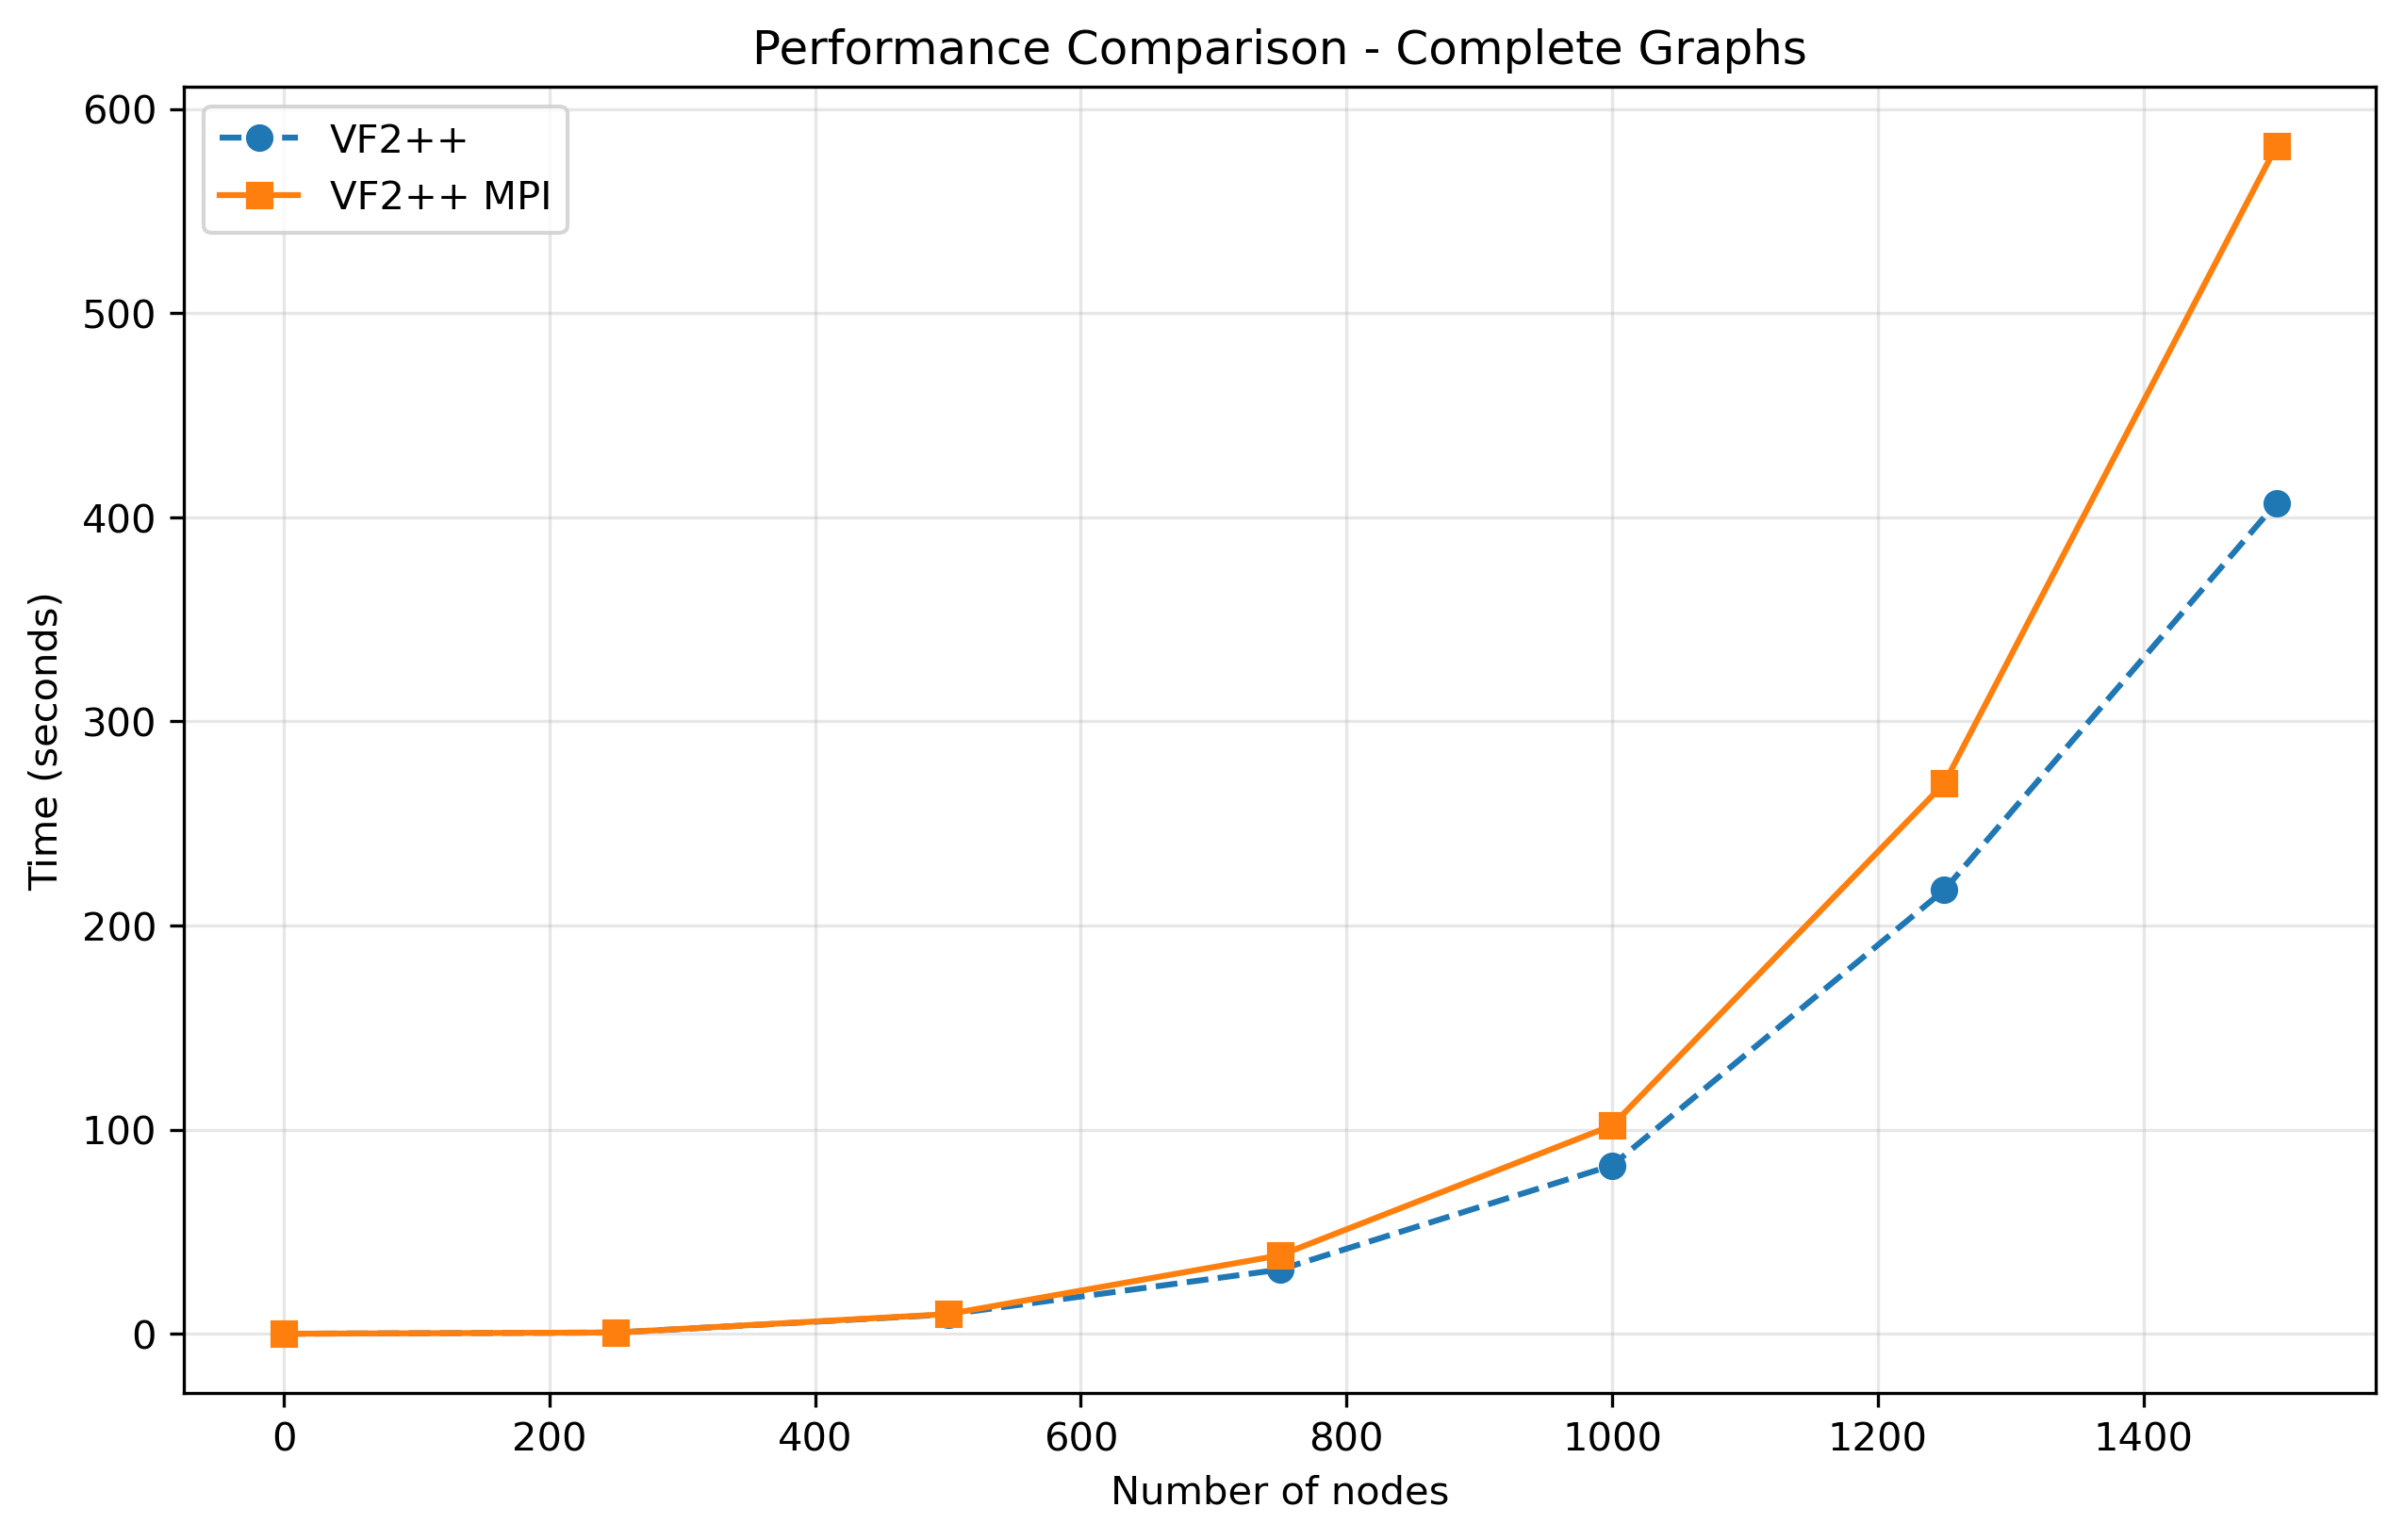 Performance Comparison - Complete Graphs
VF2++
VF2++ MPI
600
500
400
300
200
100
0
Time (seconds)
0 200 400 600 800 1000 1200 1400
Number of nodes